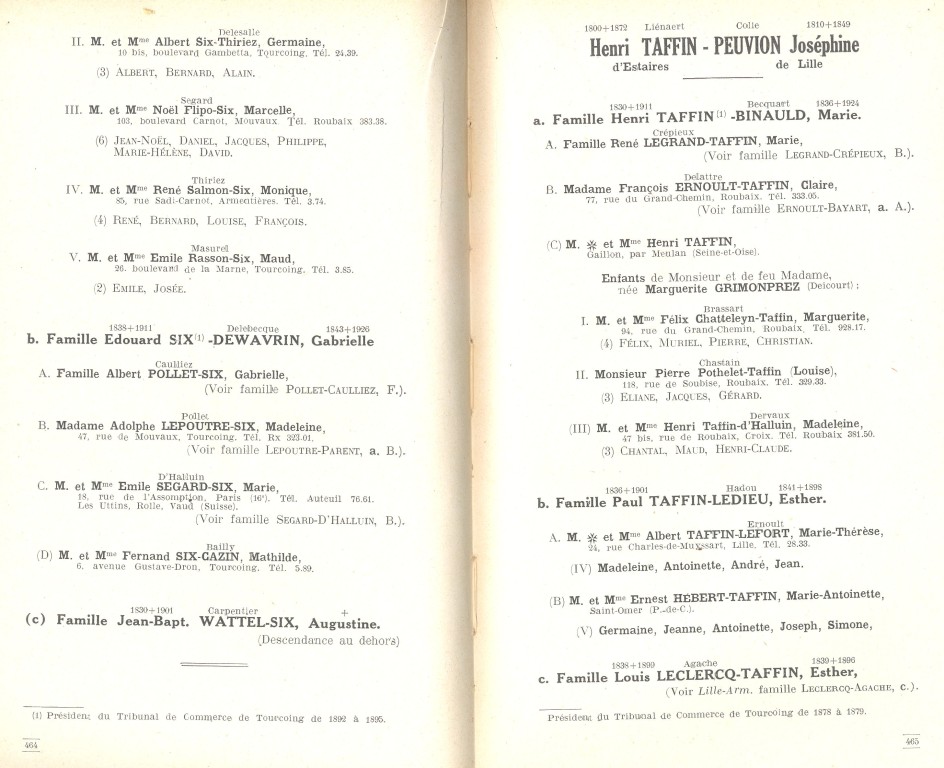 Delesalle
II. M. et Mme Albert Six-Thiriez, Germaine,
10 bis, boulevard Gambetta, Tourcoing, Tél. 24.39.
(3) ALBERT, BERNARD, ALAIN.
Segard
III. M. et Mme Noël Flipo-Six, Marcelle,
103, boulevard Carnot, Mouvaux. Tél. Roubaix 383.38.
(6) JEAN-NOËL, DANIEL, JACQUES, PHILIPPE,
MARIE-HÉLÈNE, DAVID.
Thiriez
IV. M. et Mme René Salmon-Six, Monique,
85, rue Sadi-Carnot, Armentières. Tél. 3.74.
(4) RENÉ, BERNARD, LOUISE, FRANÇOIS.
Masurel
V. M. et Mme Emile Rasson-Six, Maud,
26. boulevard de la Marne, Tourcoing, Tél. 3.85.
(2) EMILE, JOSÉE.
1838+1911 Delebecque 1843+1926
b. Famille Edouard SIX(1)-DEWAVRIN, Gabrielle
Caulliez
A. Famille Albert POLLET-SIX, Gabrielle,
(Voir famille POLLET-CAULLIEZ, F.).
Pollet
B. Madame Adolphe LEPOUTRE-SIX, Madeleine,
47, rue de Mouvaux, Tourcoing. Tél. Rx 323.01.
(Voir famille LEPOUTRE-PARENT, a. B.).
D'Halluin
C. M. et Mme Emile SEGARD-SIX, Marie,
18, rue de l'Assomption, Paris (16e). Tél. Auteuil 76.61.
Les Uttins, Rolle, Vaud (Suisse).
(Voir famille SEGARD-D'HALLUIN, B.).
Bailly
(D) M. et Mme Fernand SIX-CAZIN, Mathilde,
6, avenue Gustave-Dron, Tourcoing. Tél. 5.89.
1830+1901 Carpentier +
(c) Famille Jean-Bapt. WATTEL-SIX, Augustine.
(Descendance au dehors)
(1) Président du Tribunal de Commerce de Tourcoing de 1892 à 1895.
464
1800+1872 Liénaert Colle 1810+1849
Henri TAFFIN - PEUVION Joséphine
d'Estaires de Lille
1830+1911 Becquart 1836+1924
a. Famille Henri TAFFIN(1)-BINAULD, Marie.
Crépieux
A. Famille René LEGRAND-TAFFIN, Marie,
(Voir famille LEGRAND-CRÉPIEUX, B.).
Delattre
B. Madame François ERNOULT-TAFFIN, Claire,
77, rue du Grand-Chemin, Roubaix. Tél. 333.05.
(Voir famille ERNOULT-BAYART, a. A.).
(C) M. ※ et Mme Henri TAFFIN,
Gaillon, par Meulan (Seine-et-Oise).
Enfants de Monsieur et de feu Madame,
née Marguerite GRIMONPREZ (Delcourt) ;
Brassart
I. M. et Mme Félix Chatteleyn-Taffin, Marguerite,
94, rue du Grand-Chemin, Roubaix. Tél. 928.17.
(4) FÉLIX, MURIEL, PIERRE, CHRISTIAN.
Chastain
II. Monsieur Pierre Pothelet-Taffin (Louise),
118, rue de Soubise, Roubaix. Tél. 329.33.
(3) ELIANE, JACQUES, GÉRARD.
Dervaux
(III) M. et Mme Henri Taffin-d'Halluin, Madeleine,
47 bis, rue de Roubaix, Croix. Tél. Roubaix 381.50.
(3) CHANTAL, MAUD, HENRI-CLAUDE.
1836+1901 Hadou 1841+1898
b. Famille Paul TAFFIN-LEDIEU, Esther.
Ernoult
A. M. ※ et Mme Albert TAFFIN-LEFORT, Marie-Thérèse,
24, rue Charles-de-Muyssart, Lille. Tél. 28.33.
(IV) Madeleine, Antoinette, André, Jean.
(B) M. et Mme Ernest HÉBERT-TAFFIN, Marie-Antoinette,
Saint-Omer (P.-de-C.).
(V) Germaine, Jeanne, Antoinette, Joseph, Simone,
1838+1899 Agache 1839+1896
c. Famille Louis LECLERCQ-TAFFIN, Esther,
(Voir Lille-Arm. famille LECLERCQ-AGACHE, c.).
Président du Tribunal de Commerce de Tourcoing de 1878 à 1879.
465